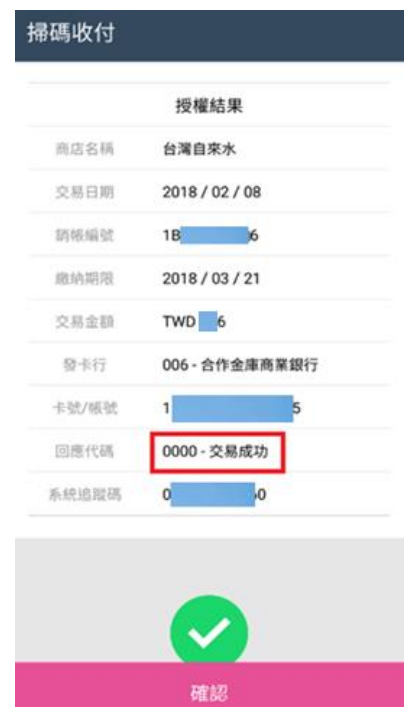 掃碼收付
授權結果
商店名稱 台灣自來水
交易日期 2018 / 02 / 08
銷帳編號 1B 6
繳納期限 2018 / 03 / 21
交易金額 TWD 6
發卡行 006 - 合作金庫商業銀行
卡號/帳號 1 5
回應代碼 0000 - 交易成功
系統追蹤碼 0 0
確認